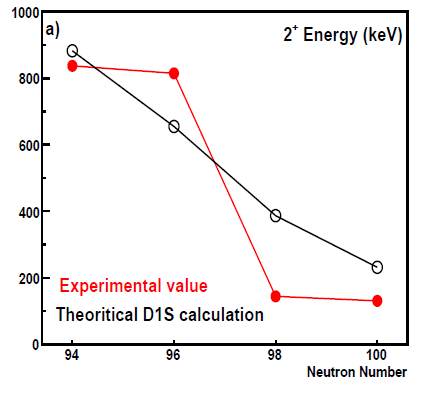 1000
a)
2+ Energy (keV)
800
600
400
200
Experimental value
Theoritical D1S calculation
0
94 96 98 100
Neutron Number